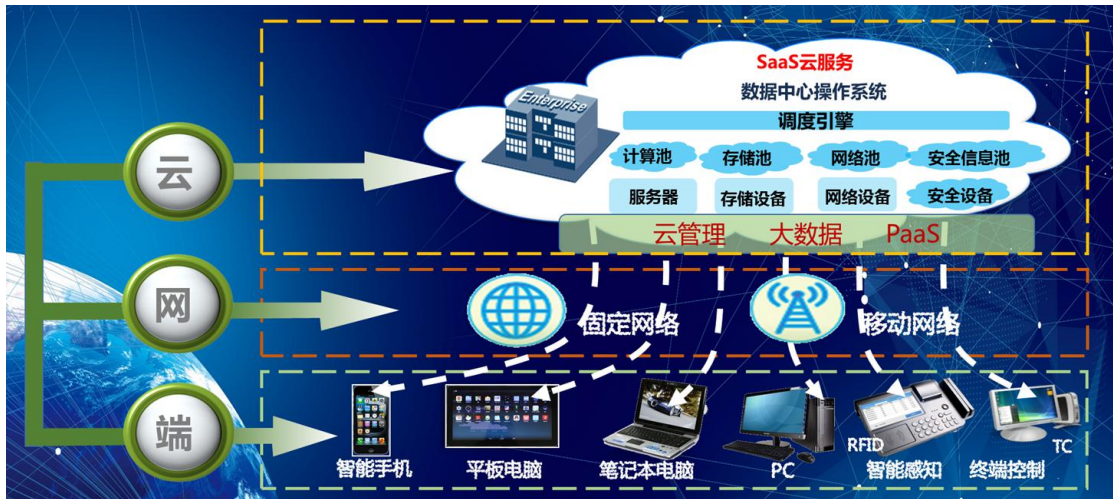 SaaS云服务
数据中心操作系统
Enterprise
调度引擎
计算池 存储池 网络池 安全信息池
云
服务器 存储设备 网络设备 安全设备
云管理 大数据 PaaS
网
固定网络 移动网络
端
RFID TC
智能手机 平板电脑 笔记本电脑 PC 智能感知 终端控制